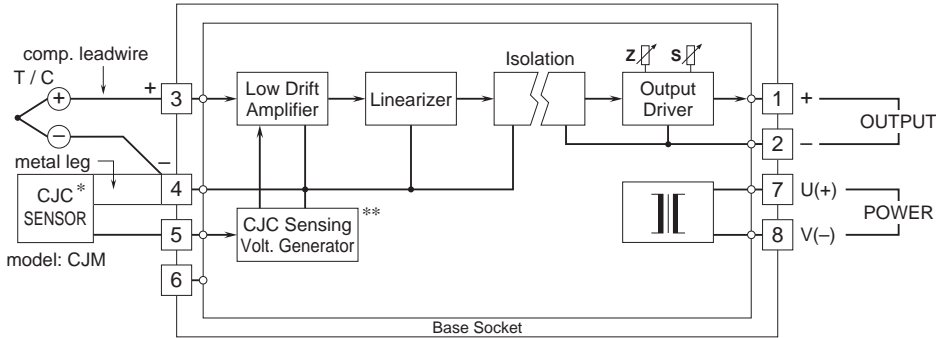 comp. leadwire
T / C
+
–
+
–
metal leg
CJC*
SENSOR
model: CJM
3
4
5
6
Low Drift
Amplifier
Linearizer
Isolation
Z
S
Output
Driver
CJC Sensing
Volt. Generator
**
1
+
OUTPUT
2
–
7
U(+)
POWER
8
V(–)
Base Socket